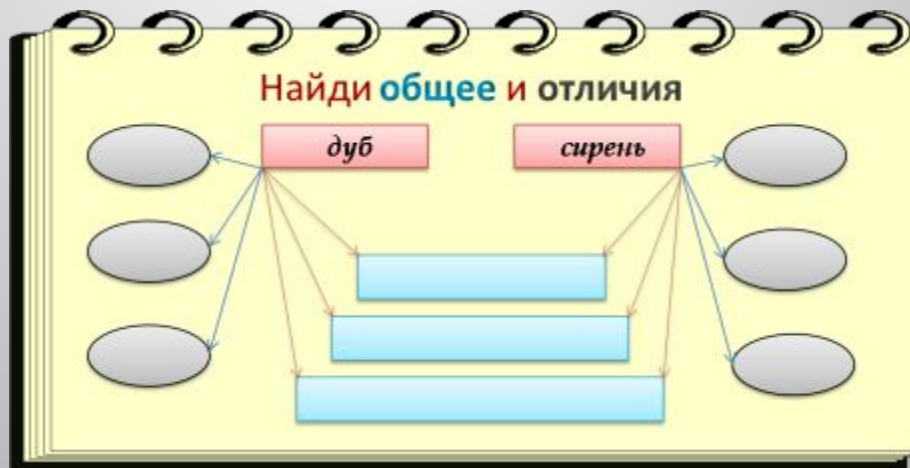 Найди общее и отличия
дуб
сирень